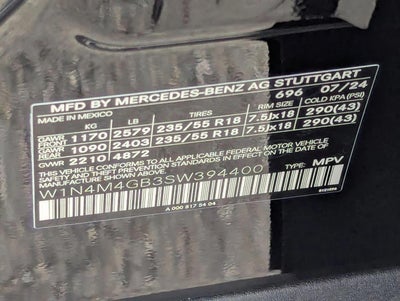 MFD BY MERCEDES-BENZ AG STUTTGART
MADE IN MEXICO 696 07/24
KG LB TIRES RIM SIZE COLD KPA (PSI)
GAWR FRONT 1170 2579 235/55 R18 7.5Jx18 290(43)
GAWR REAR 1090 2403 235/55 R18 7.5Jx18 290(43)
GVWR 2210 4872
THIS VEHICLE CONFORMS TO ALL APPLICABLE FEDERAL MOTOR VEHICLE SAFETY STANDARDS IN EFFECT ON THE DATE OF MANUFACTURE SHOWN ABOVE.
W1N4M4GB3SW394400 TYPE: MPV
A 000 817 54 04